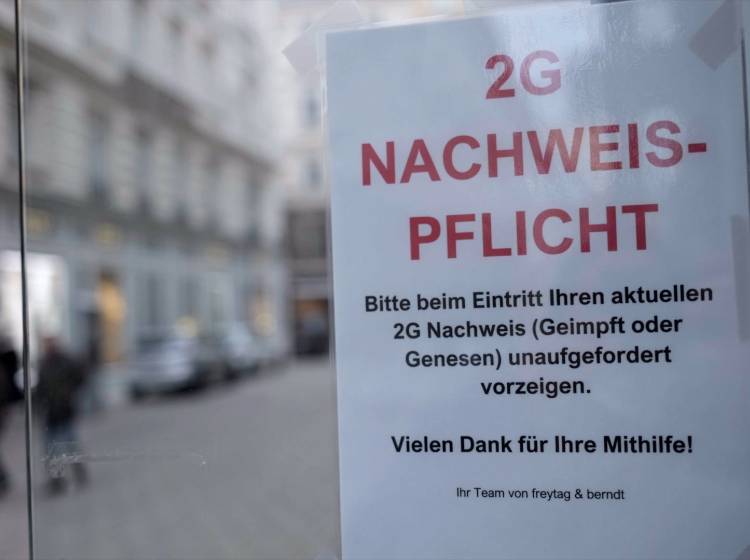 2G
NACHWEIS-
PFLICHT
Bitte beim Eintritt Ihren aktuellen
2G Nachweis (Geimpft oder
Genesen) unaufgefordert
vorzeigen.
Vielen Dank für Ihre Mithilfe!
Ihr Team von freytag & berndt